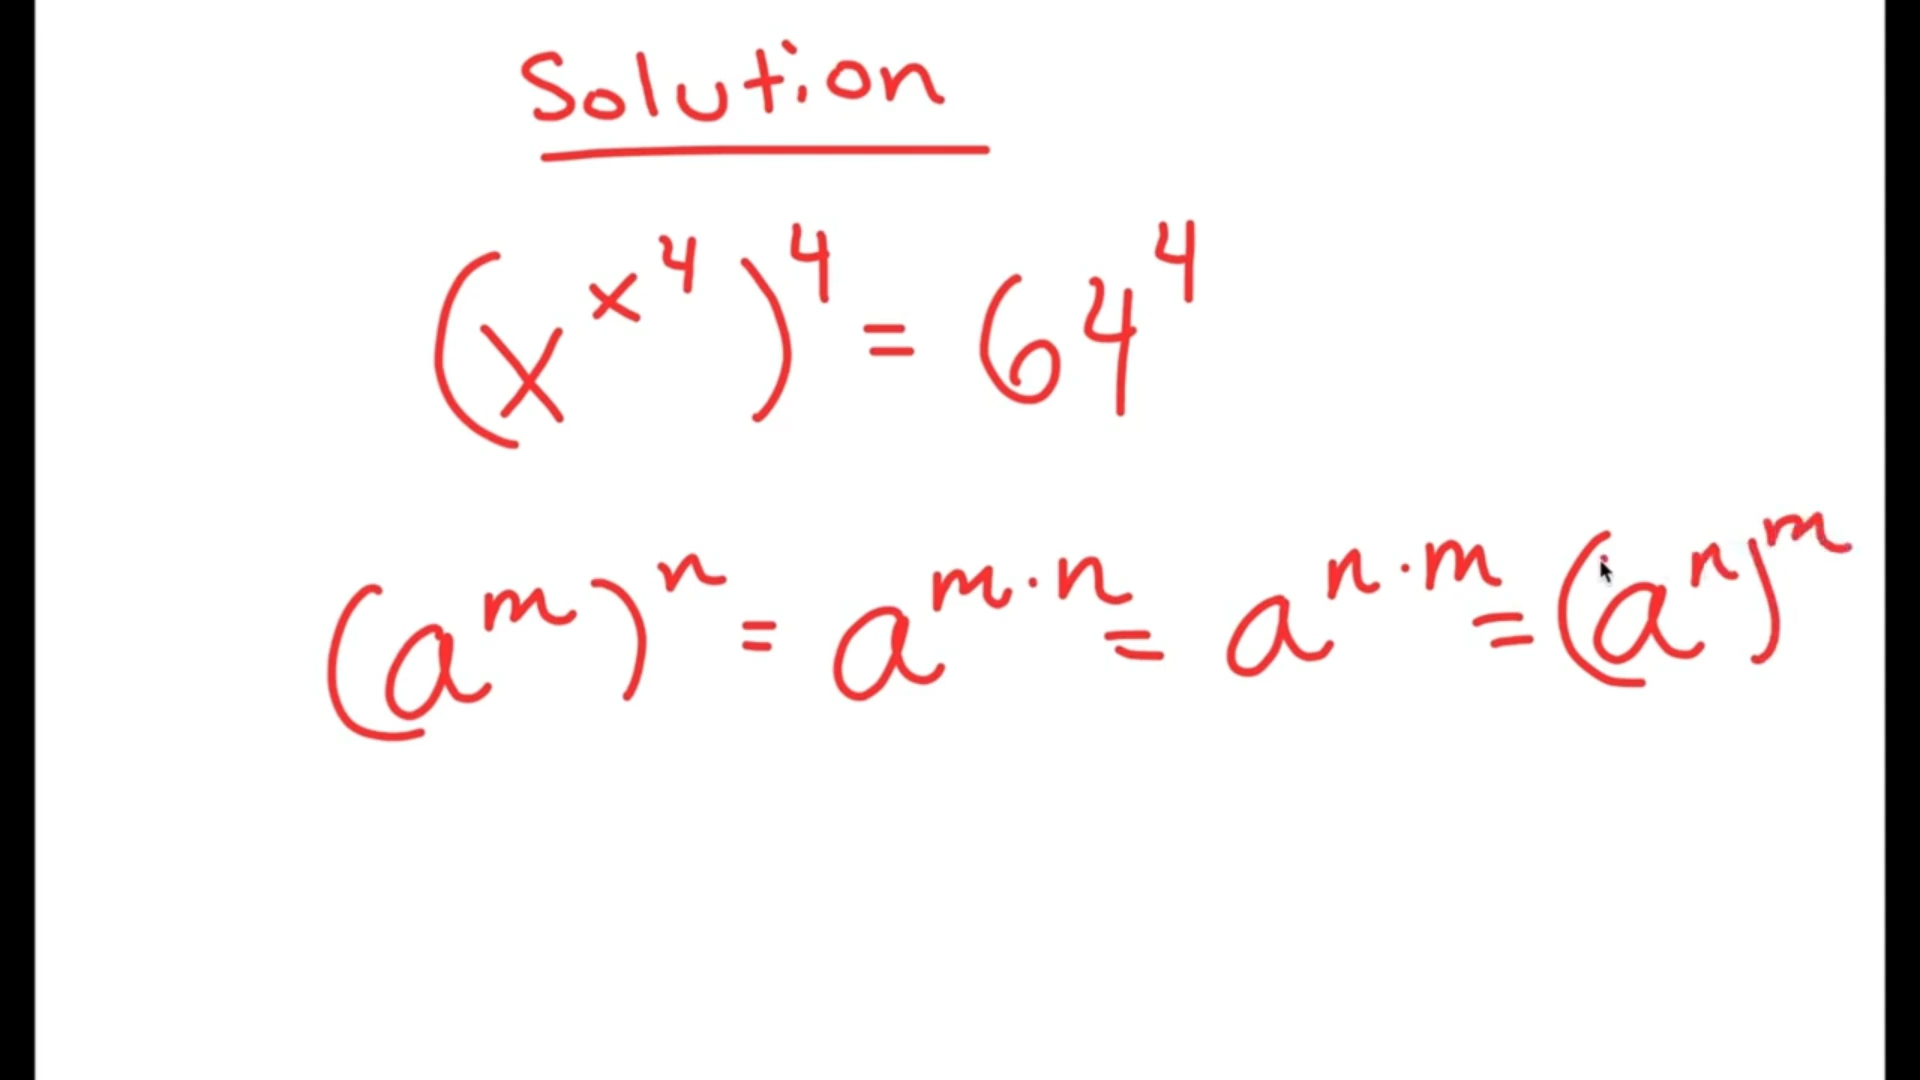 Solution
(x^{x^4})^4 = 64^4
(a^m)^n = a^{m·n} = a^{n·m} = (a^n)^m